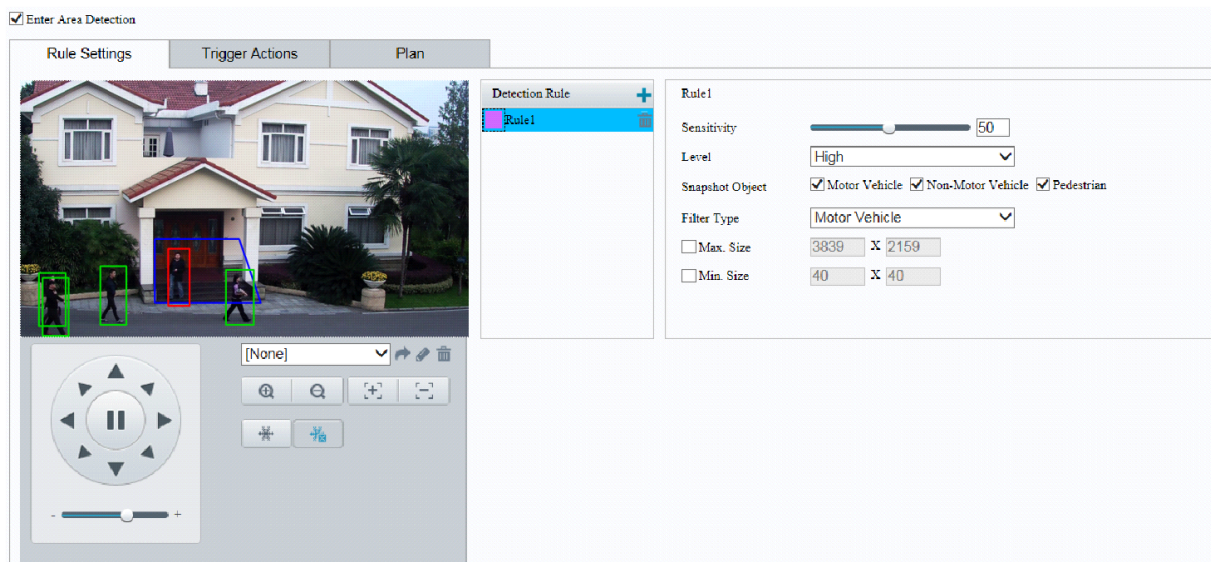 Enter Area Detection
Rule Settings
Trigger Actions
Plan
Detection Rule
Rule1
Rule1
Sensitivity
50
Level
High
Snapshot Object
Motor Vehicle Non-Motor Vehicle Pedestrian
Filter Type
Motor Vehicle
Max. Size 3839 X 2159
Min. Size 40 X 40
[None]
- +